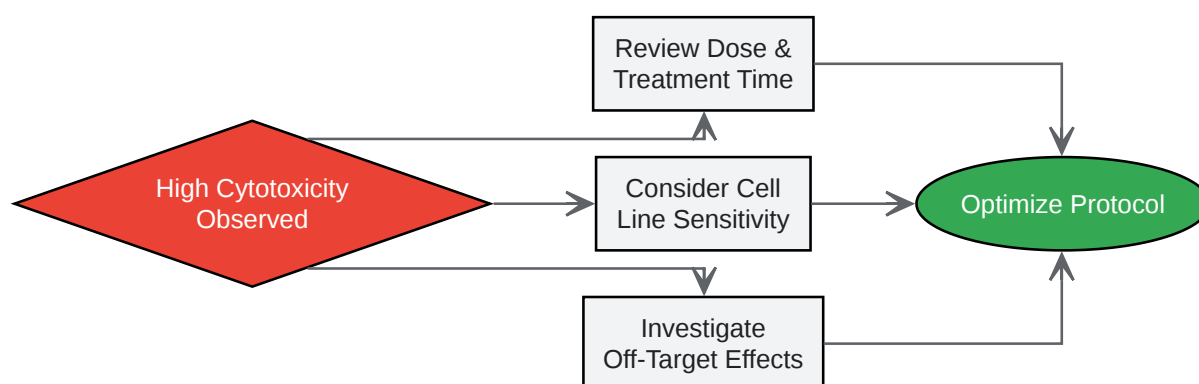 Review Dose &
Treatment Time
High Cytotoxicity
Observed
Consider Cell
Line Sensitivity
Optimize Protocol
Investigate
Off-Target Effects